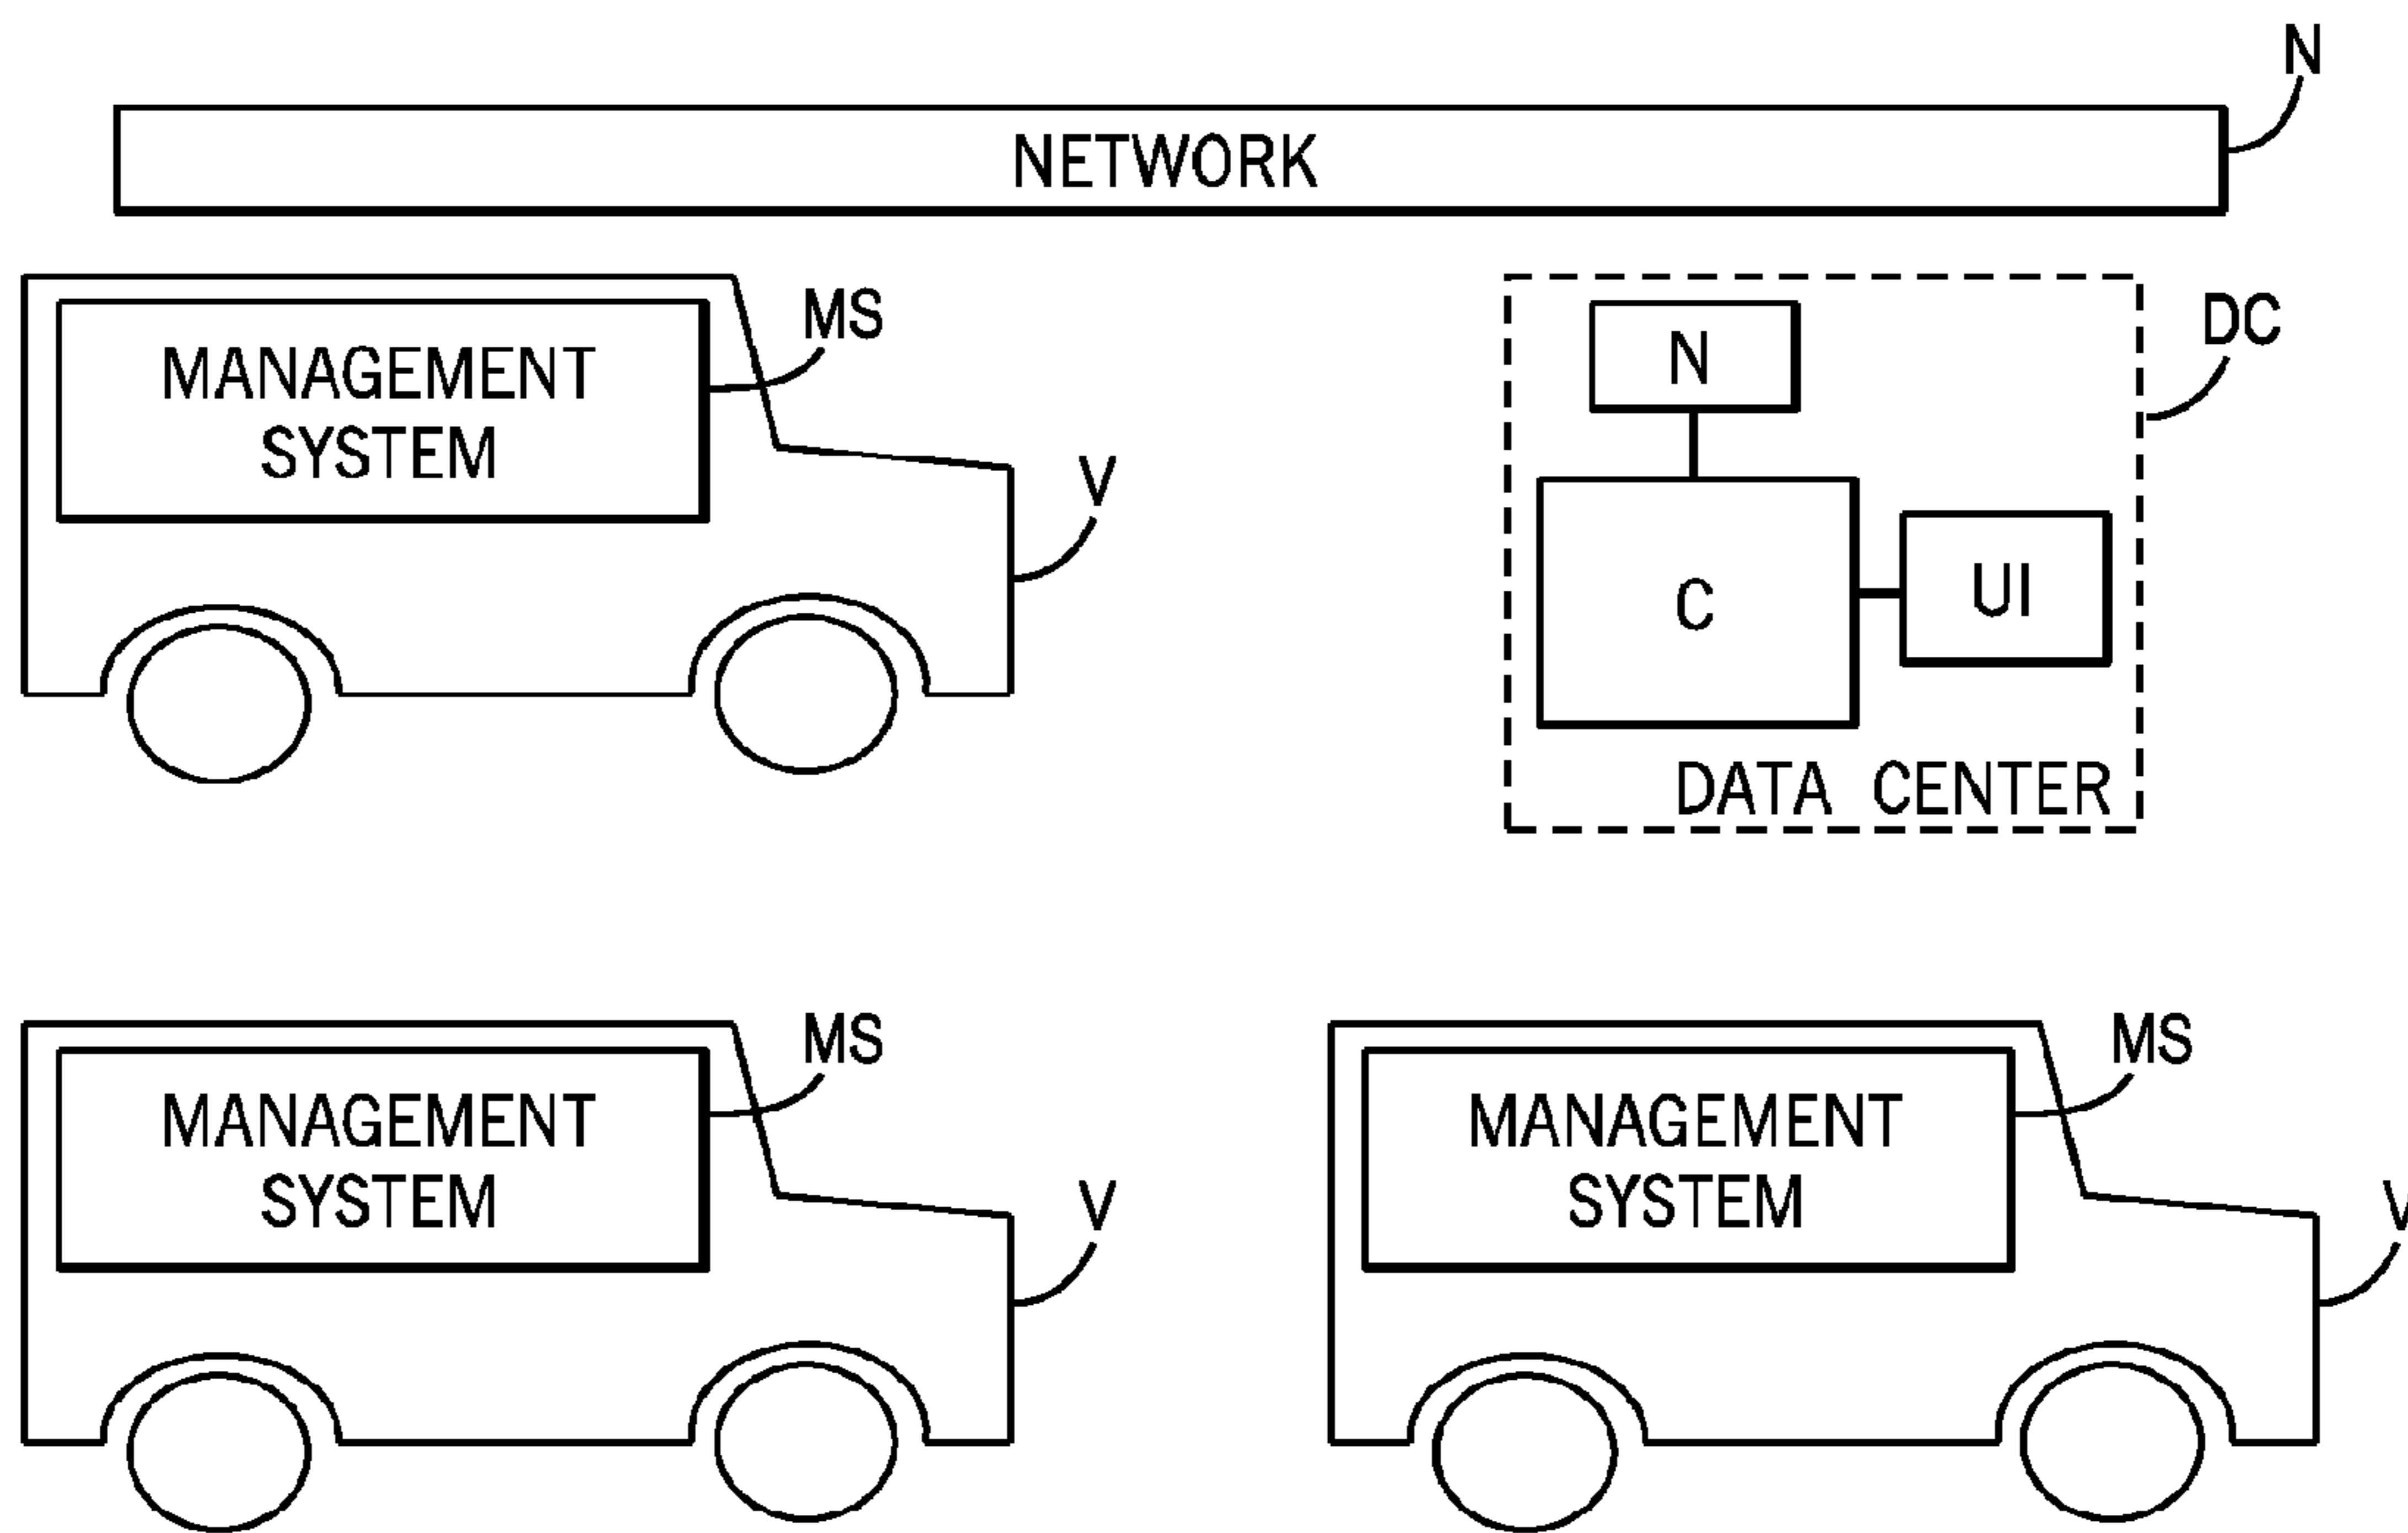 N
NETWORK
MS
MANAGEMENT
SYSTEM
V
DC
N
C
UI
DATA CENTER
MS
MANAGEMENT
SYSTEM
V
MS
MANAGEMENT
SYSTEM
V